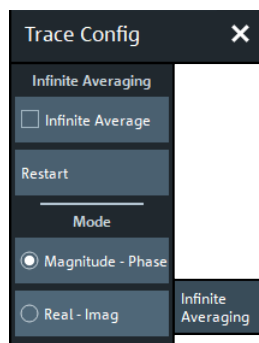 Trace Config
Infinite Averaging
Infinite Average
Restart
Mode
Magnitude - Phase
Real - Imag
Infinite
Averaging